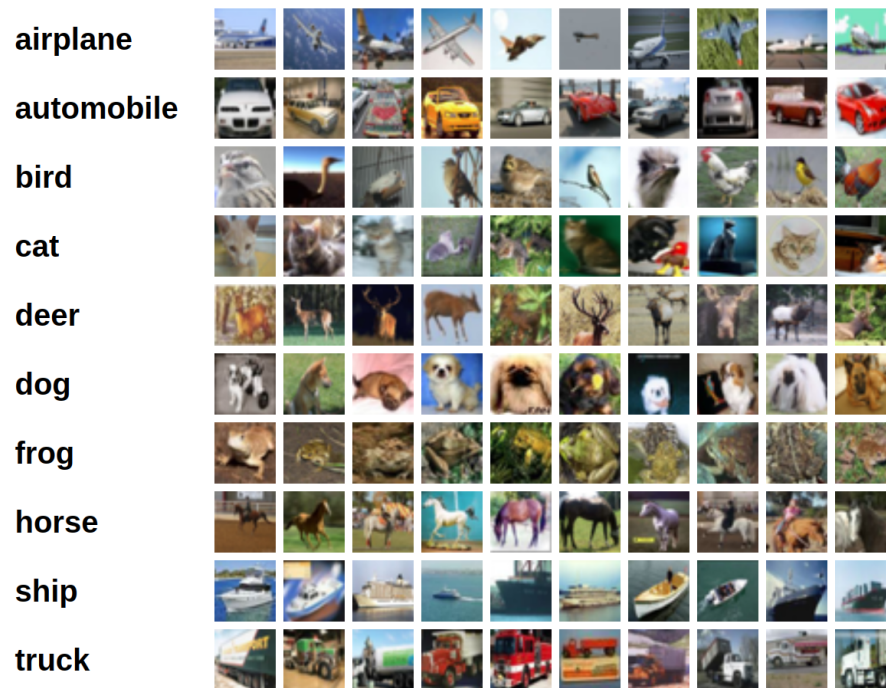 airplane
automobile
bird
cat
deer
dog
frog
horse
ship
truck